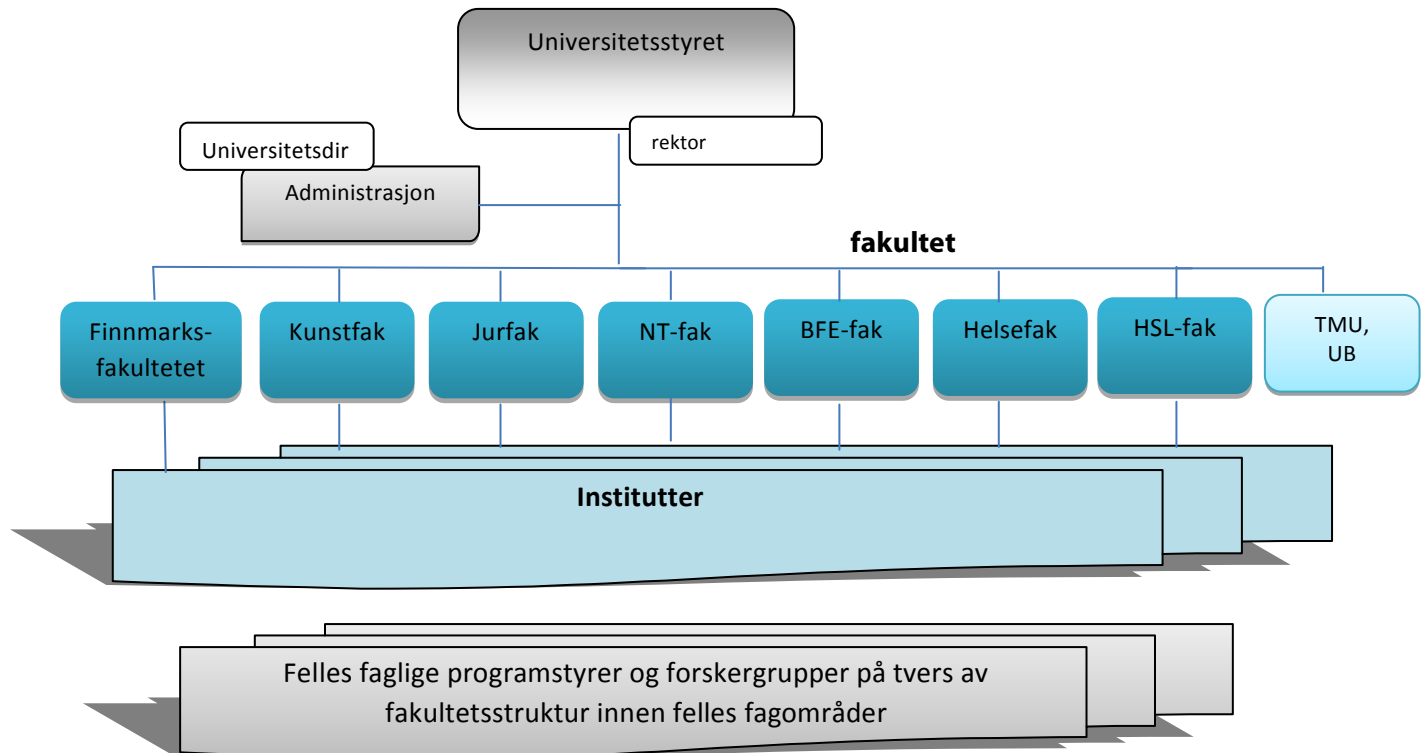 Universitetsstyret
rektor
Universitetsdir
Administrasjon
fakultet
Finnmarks-
fakultetet
Kunstfak
Jurfak
NT-fak
BFE-fak
Helsefak
HSL-fak
TMU,
UB
Institutter
Felles faglige programstyrer og forskergrupper på tvers av
fakultetsstruktur innen felles fagområder